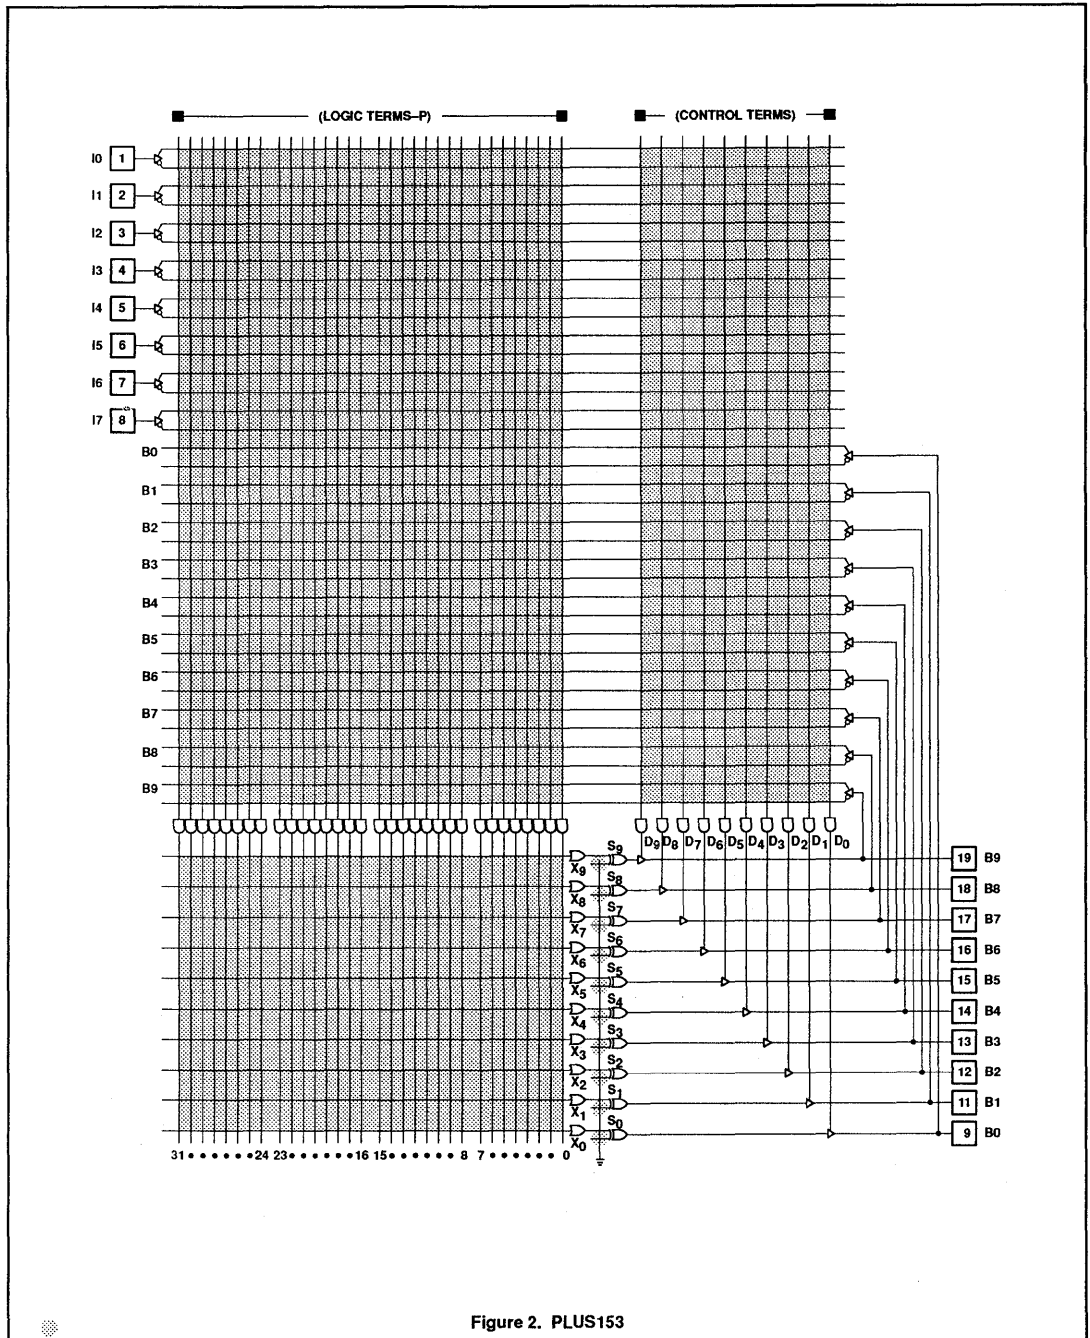 (LOGIC TERMS–P) (CONTROL TERMS)
I0 1
I1 2
I2 3
I3 4
I4 5
I5 6
I6 7
I7 8
B0
B1
B2
B3
B4
B5
B6
B7
B8
B9
D9 D8 D7 D6 D5 D4 D3 D2 D1 D0
S9 19 B9
X9
S8 18 B8
X8
S7 17 B7
X7
S6 16 B6
X6
S5 15 B5
X5
S4 14 B4
X4
S3 13 B3
X3
S2 12 B2
X2
S1 11 B1
X1
S0 9 B0
X0
31 24 23 16 15 8 7 0
Figure 2. PLUS153